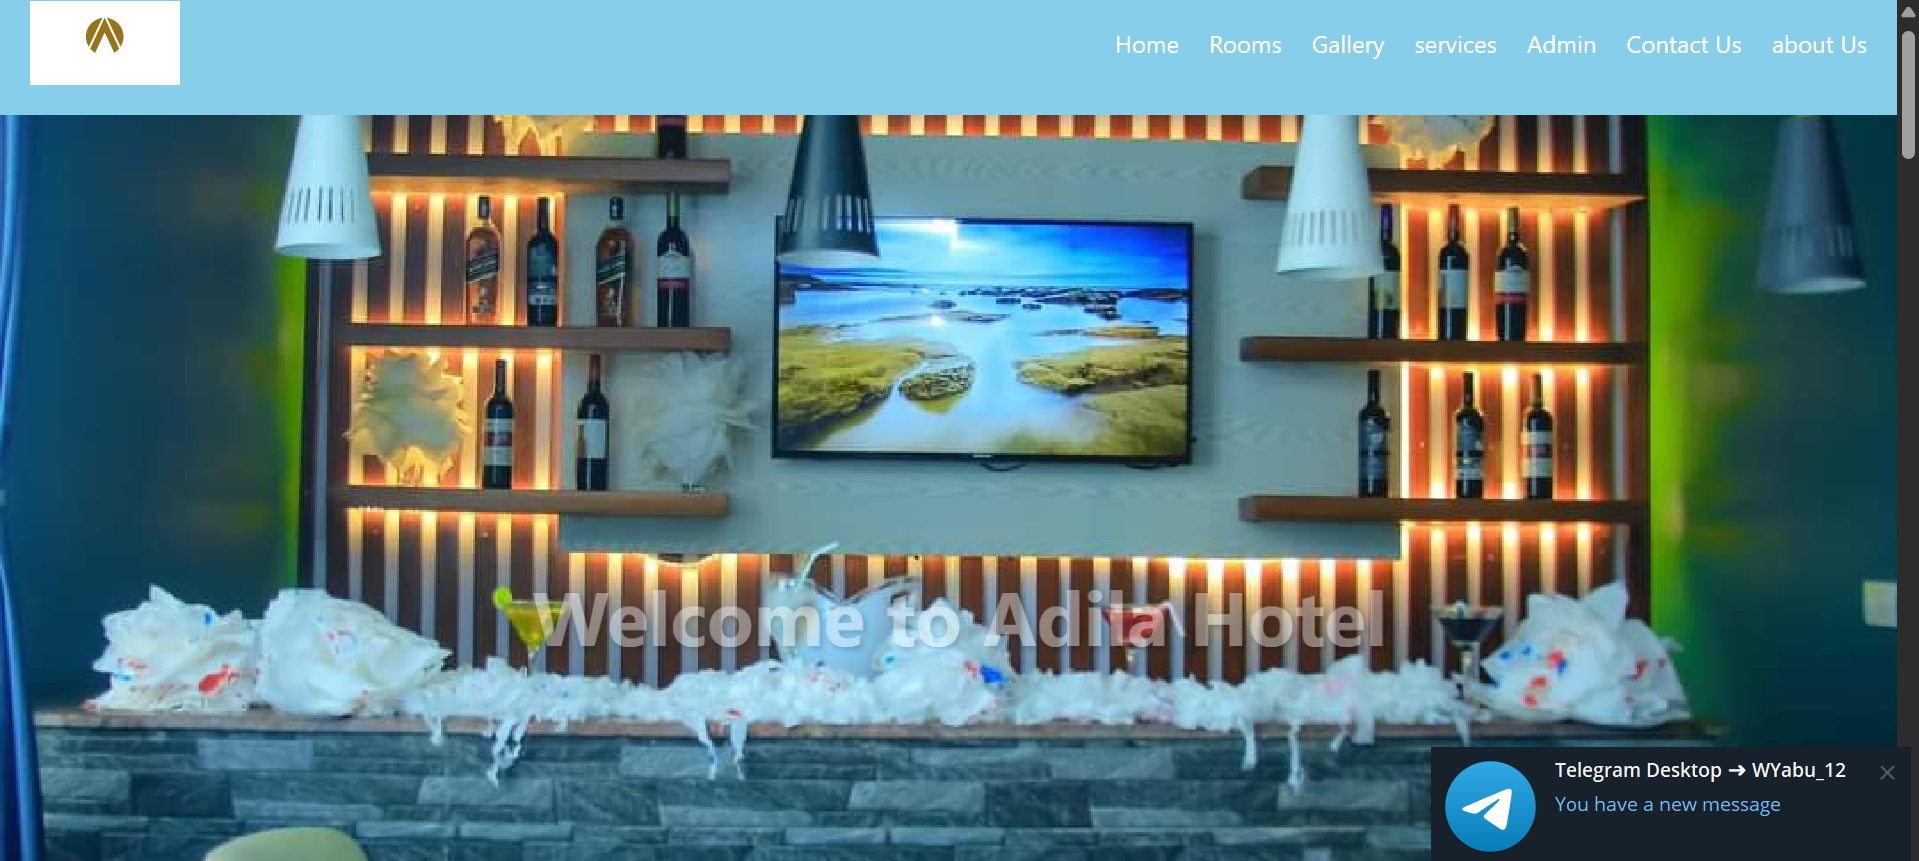 Home Rooms Gallery services Admin Contact Us about Us
Welcome to Adila Hotel
Telegram Desktop ➜ WYabu_12
You have a new message